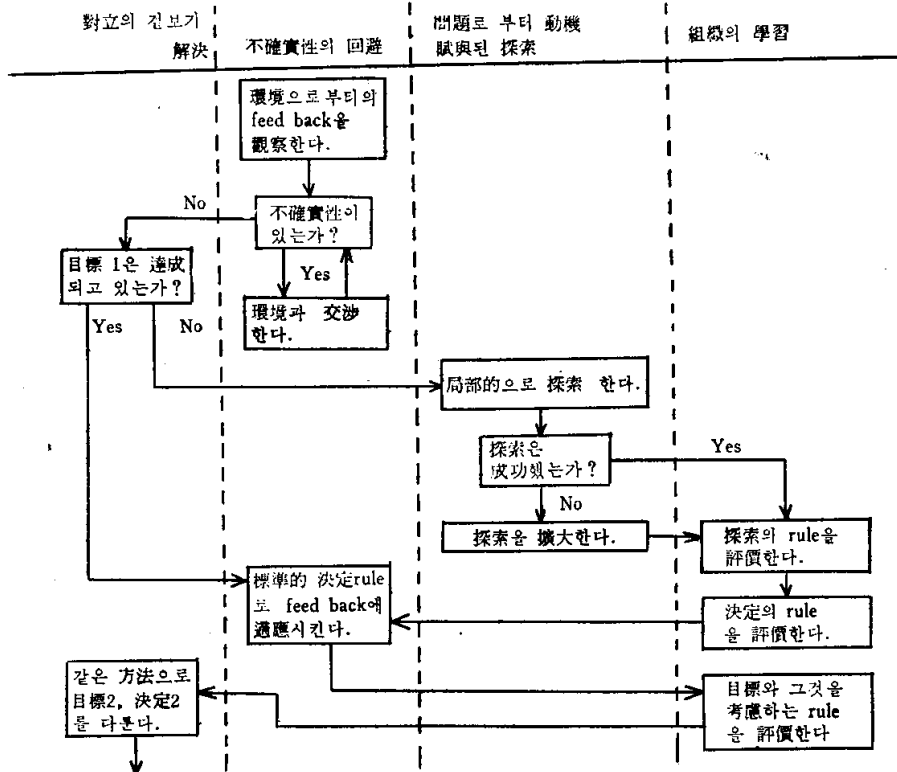 對立의 견보기
解決
不確實性의 回避
問題로 부터 動機
賦與된 探索
組織의 學習
環境으로부터의
feed back을
觀察한다.
No
不確實性이
있는가?
目標 1은 達成
되고 있는가?
Yes
環境과 交涉
한다.
Yes
No
局部的으로 探索 한다.
探索은
成功했는가?
Yes
No
探索을 擴大한다.
探索의 rule을
評價한다.
標準的 決定rule
로 feed back에
適應시킨다.
決定의 rule
을 評價한다.
같은 方法으로
目標2, 決定2
를 다룬다.
目標와 그것을
考慮하는 rule
을 評價한다